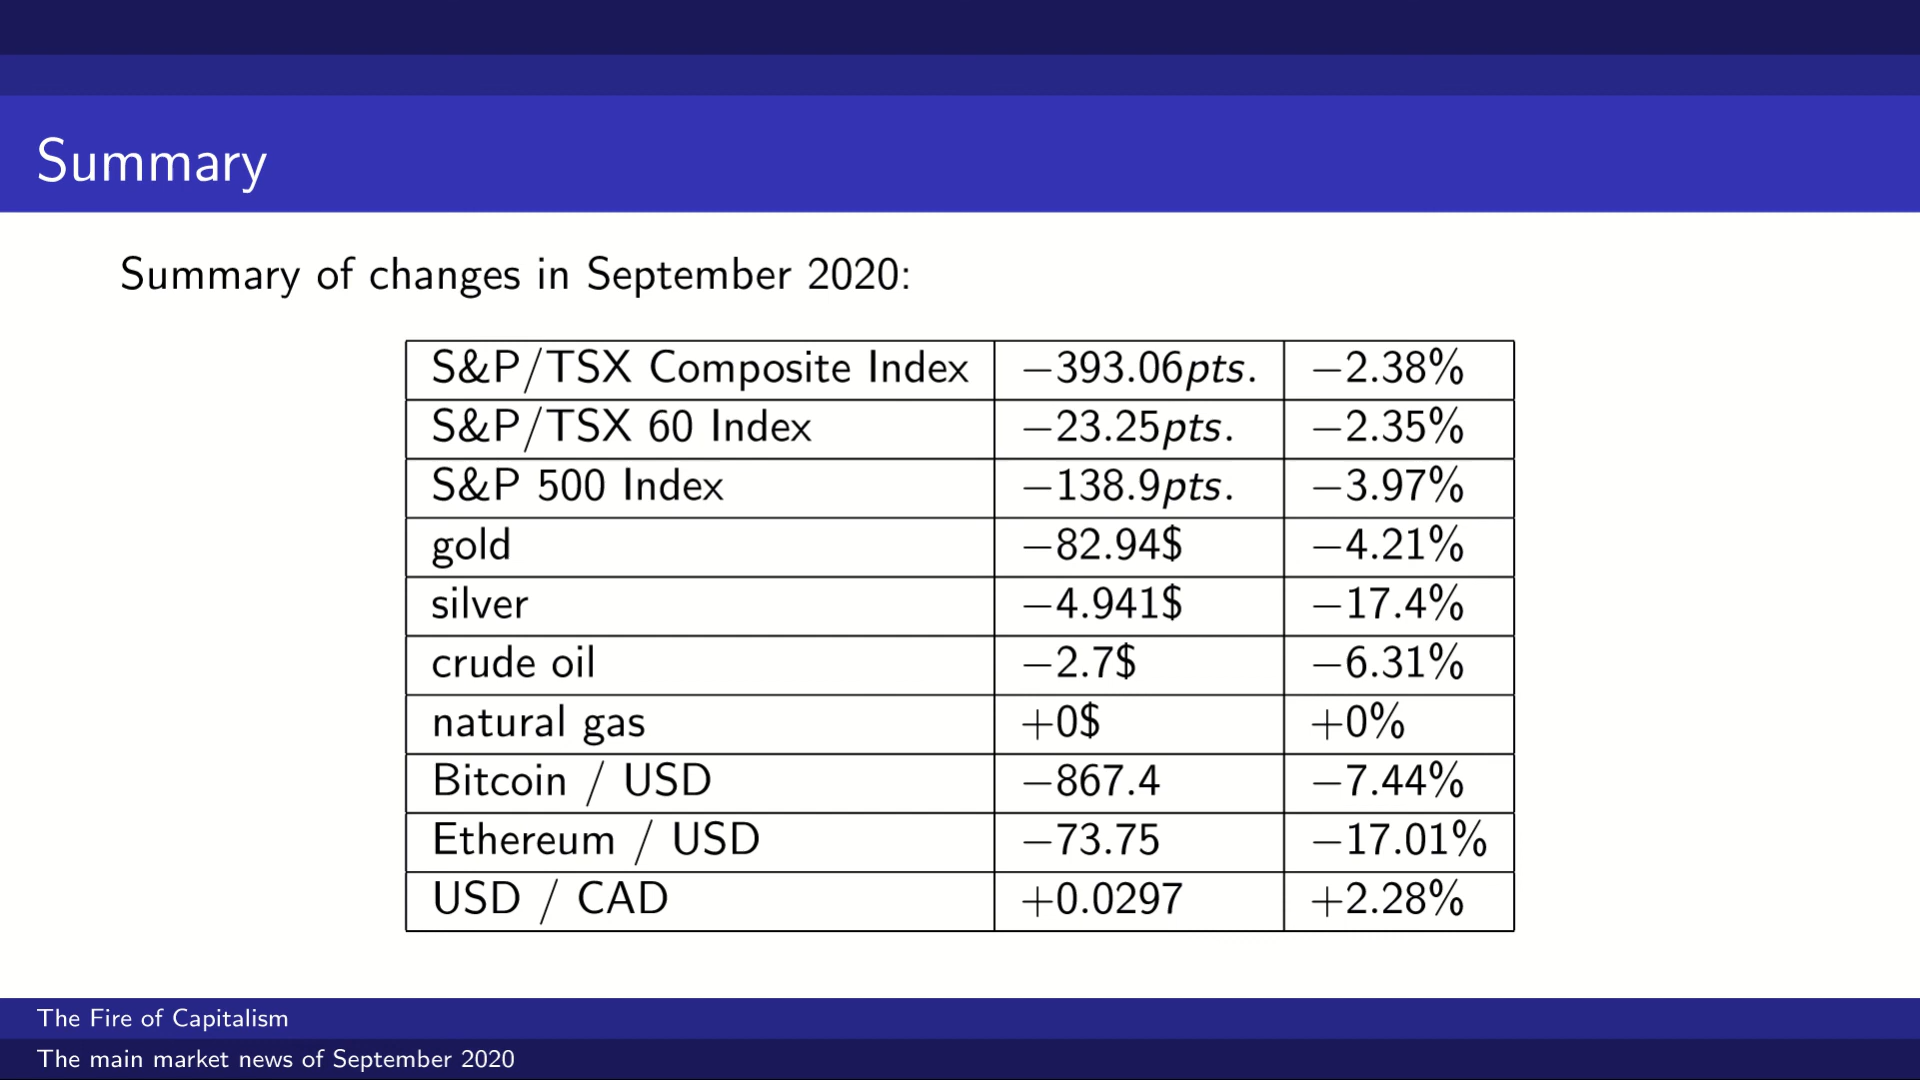 Summary
Summary of changes in September 2020:
S&P/TSX Composite Index −393.06pts. −2.38%
S&P/TSX 60 Index −23.25pts. −2.35%
S&P 500 Index −138.9pts. −3.97%
gold −82.94$ −4.21%
silver −4.941$ −17.4%
crude oil −2.7$ −6.31%
natural gas +0$ +0%
Bitcoin / USD −867.4 −7.44%
Ethereum / USD −73.75 −17.01%
USD / CAD +0.0297 +2.28%
The Fire of Capitalism
The main market news of September 2020